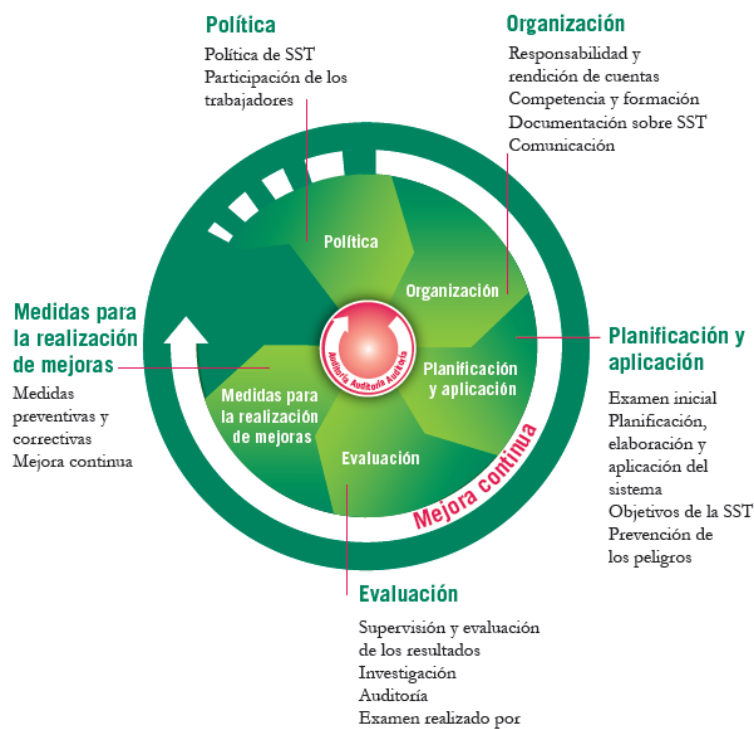 Política
Política de SST
Participación de los
trabajadores
Organización
Responsabilidad y
rendición de cuentas
Competencia y formación
Documentación sobre SST
Comunicación
Política
Organización
Planificación
y aplicación
Evaluación
Medidas para
la realización
de mejoras
Auditoría Auditoría Auditoría
Mejora continua
Medidas para
la realización
de mejoras
Medidas
preventivas y
correctivas
Mejora continua
Planificación y
aplicación
Examen inicial
Planificación,
elaboración y
aplicación del
sistema
Objetivos de la SST
Prevención de
los peligros
Evaluación
Supervisión y evaluación
de los resultados
Investigación
Auditoría
Examen realizado por